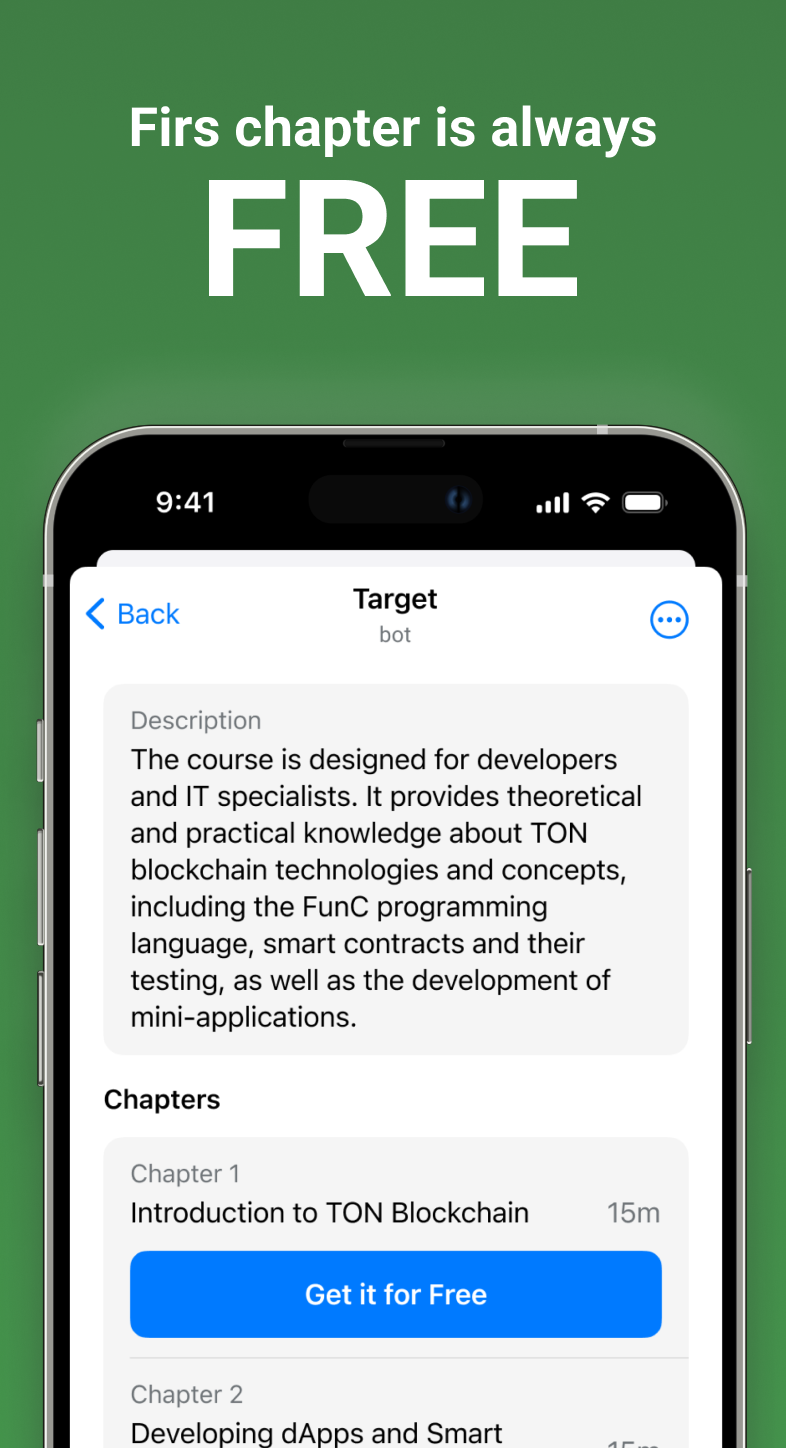 Firs chapter is always
FREE
9:41
Back
Target
bot
Description
The course is designed for developers
and IT specialists. It provides theoretical
and practical knowledge about TON
blockchain technologies and concepts,
including the FunC programming
language, smart contracts and their
testing, as well as the development of
mini-applications.
Chapters
Chapter 1
Introduction to TON Blockchain 15m
Get it for Free
Chapter 2
Developing dApps and Smart
15m